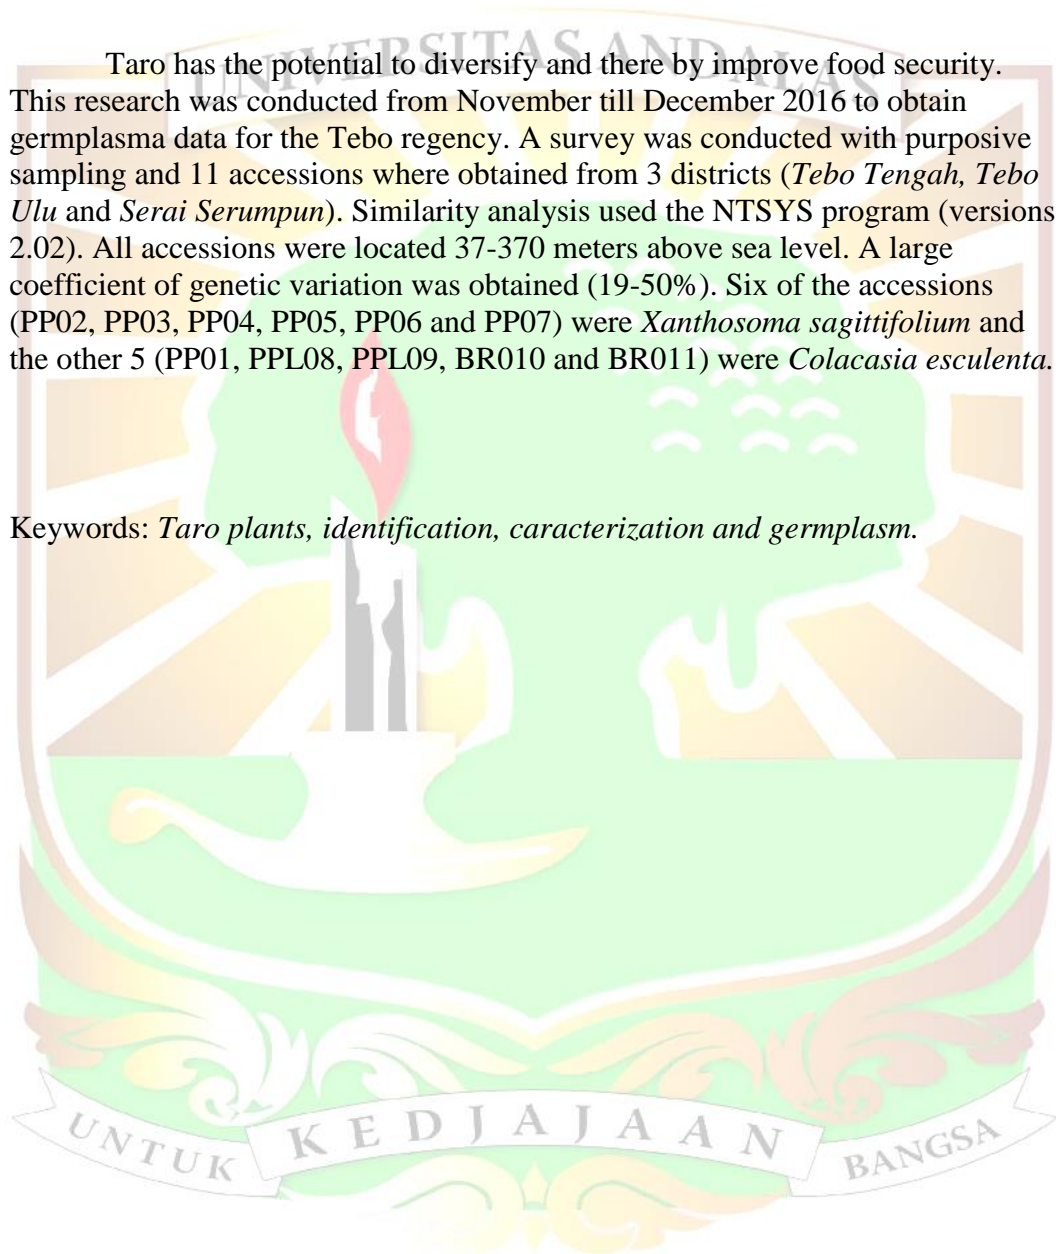 UNIVERSITAS ANDALAS
Taro has the potential to diversify and there by improve food security.
This research was conducted from November till December 2016 to obtain
germplasma data for the Tebo regency. A survey was conducted with purposive
sampling and 11 accessions where obtained from 3 districts (Tebo Tengah, Tebo
Ulu and Serai Serumpun). Similarity analysis used the NTSYS program (versions
2.02). All accessions were located 37-370 meters above sea level. A large
coefficient of genetic variation was obtained (19-50%). Six of the accessions
(PP02, PP03, PP04, PP05, PP06 and PP07) were Xanthosoma sagittifolium and
the other 5 (PP01, PPL08, PPL09, BR010 and BR011) were Colacasia esculenta.
Keywords: Taro plants, identification, caracterization and germplasm.
UNTUK KEDJAJAAN BANGSA